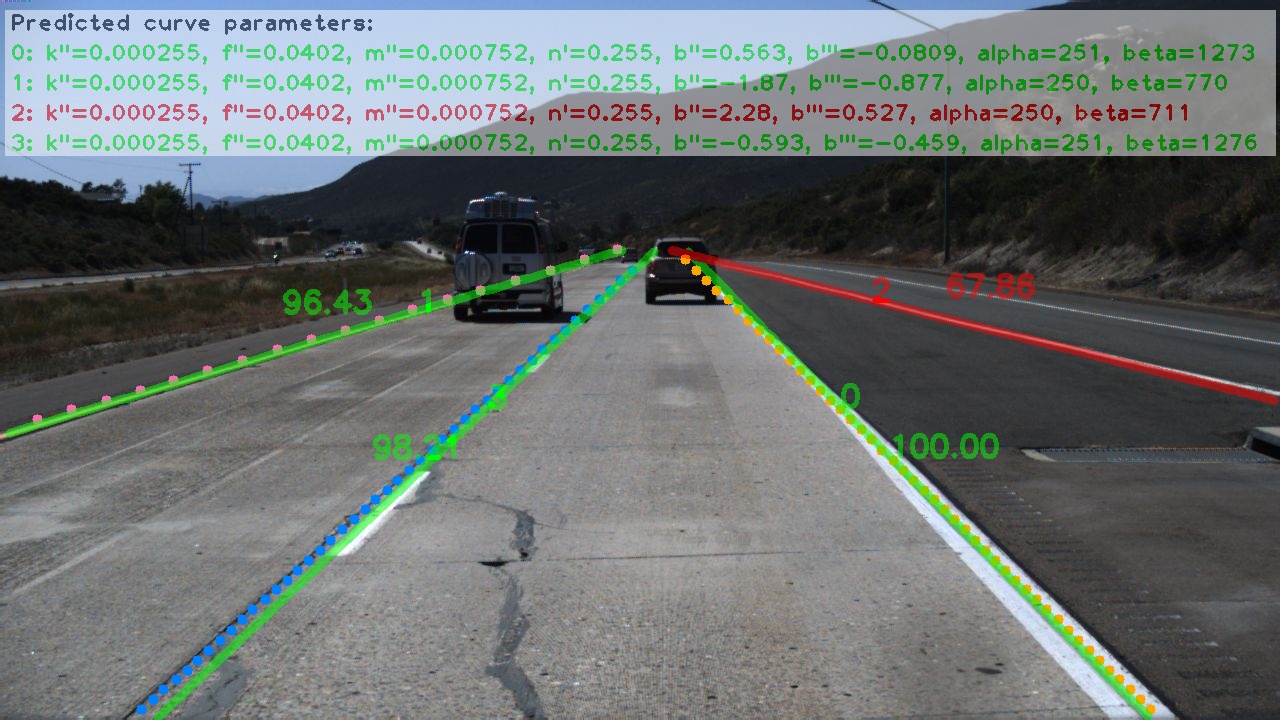 Predicted curve parameters:
0: k''=0.000255, f''=0.0402, m''=0.000752, n'=0.255, b''=0.563, b'''=−0.0809, alpha=251, beta=1273
1: k''=0.000255, f''=0.0402, m''=0.000752, n'=0.255, b''=−1.87, b'''=−0.877, alpha=250, beta=770
2: k''=0.000255, f''=0.0402, m''=0.000752, n'=0.255, b''=2.28, b'''=0.527, alpha=250, beta=711
3: k''=0.000255, f''=0.0402, m''=0.000752, n'=0.255, b''=−0.593, b'''=−0.459, alpha=251, beta=1276
96.43 1 2 67.86
3 0
98.21 100.00